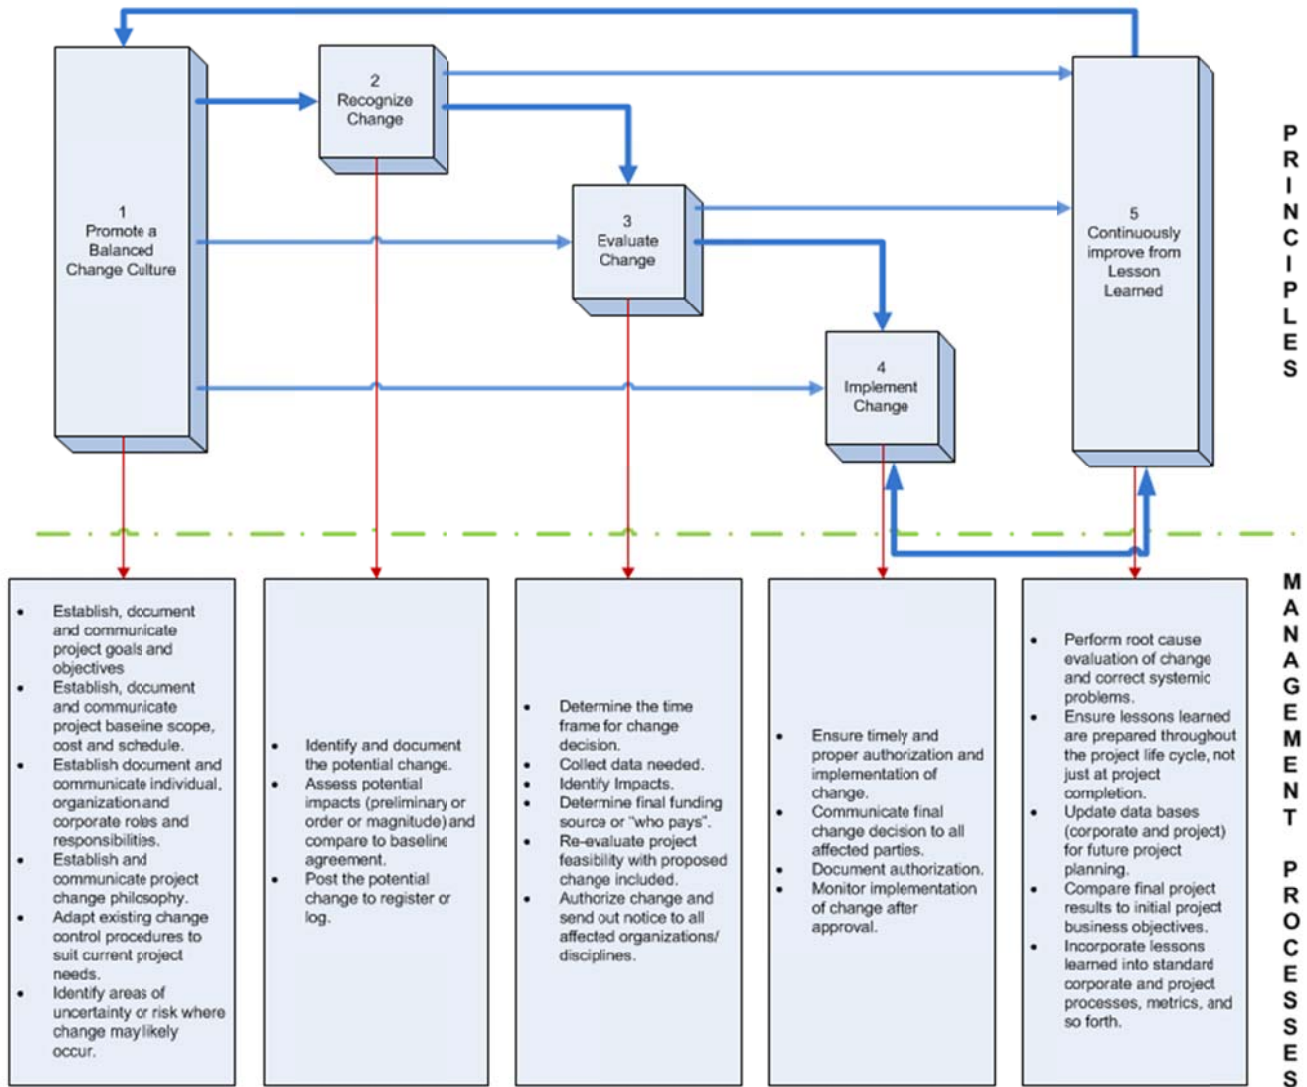 1
Promote a
Balanced
Change Culture
2
Recognize
Change
3
Evaluate
Change
4
Implement
Change
5
Continuously
improve from
Lesson
Learned
PRINCIPLES
• Establish, document
and communicate
project goals and
objectives
• Establish, document
and communicate
project baseline scope,
cost and schedule.
• Establish document and
communicate individual,
organization and
corporate roles and
responsibilities.
• Establish and
communicate project
change philsophy.
• Adapt existing change
control procedures to
suit current project
needs.
• Identify areas of
uncertainty or risk where
change may likely
occur.
• Identify and document
the potential change.
• Assess potential
impacts (preliminary or
order or magnitude) and
compare to baseline
agreement.
• Post the potential
change to register or
log.
• Determine the time
frame for change
decision.
• Collect data needed.
• Identify Impacts.
• Determine final funding
source or "who pays".
• Re-evaluate project
feasibility with proposed
change included.
• Authorize change and
send out notice to all
affected organizations/
disciplines.
• Ensure timely and
proper authorization and
implementation of
change.
• Communicate final
change decision to all
affected parties.
• Document authorization.
• Monitor implementation
of change after
approval.
• Perform root cause
evaluation of change
and correct systemic
problems.
• Ensure lessons learned
are prepared throughout
the project life cycle, not
just at project
completion.
• Update data bases
(corporate and project)
for future project
planning.
• Compare final project
results to initial project
business objectives.
• Incorporate lessons
learned into standard
corporate and project
processes, metrics, and
so forth.
MANAGEMENT PROCESSES